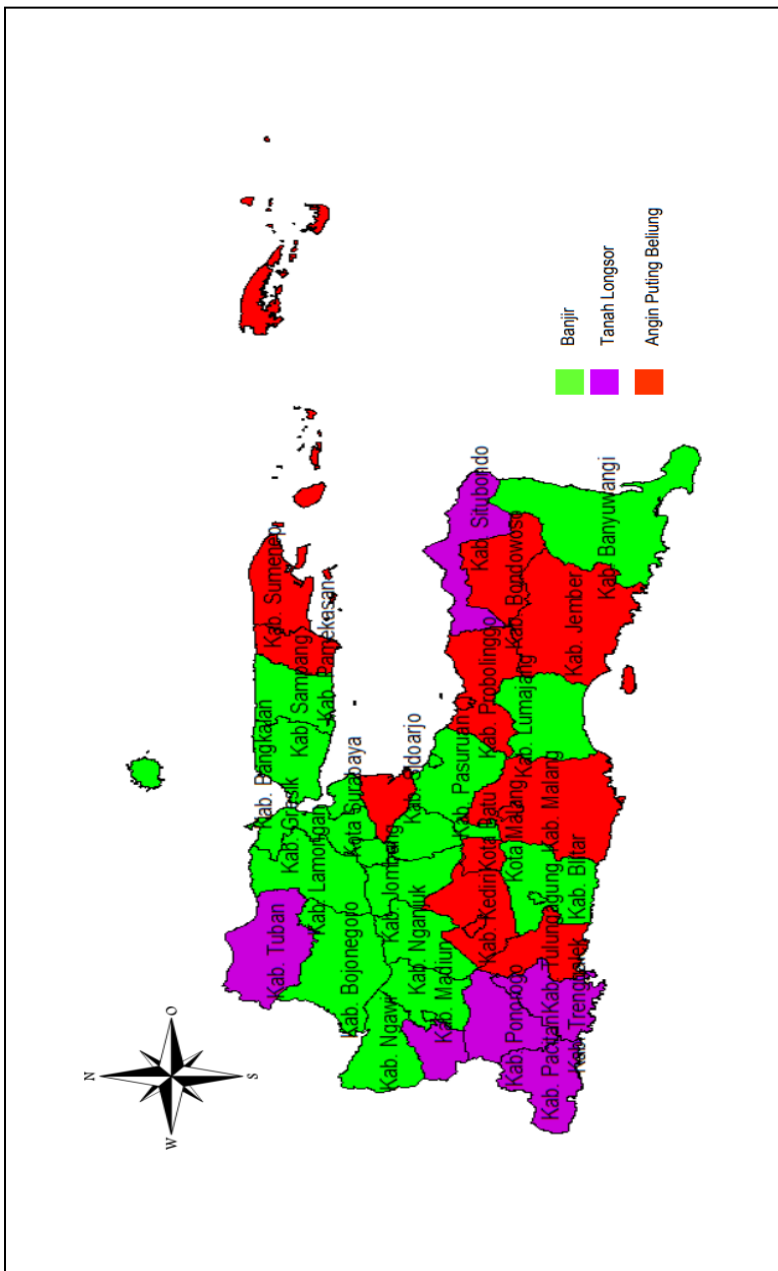 N
W
O
S
Kab. Tuban
Kab. Bangkalan
Kab. Sumenep
Kab. Gresik
Kab. Sampang
Kab. Lamongan
Kab. Pamekasan
Kab. Bojonegoro
Kota Surabaya
Kab. Ngawi
Kab. Jombang
Kab. Sidoarjo
Kab. Nganjuk
Kab. Madiun
Kab. Pasuruan
Kab. Situbondo
Kab. Kediri
Kota Batu
Kab. Probolinggo
Kab. Bondowoso
Kab. Ponorogo
Kota Malang
Kab. Lumajang
Kab. Tulungagung
Kab. Malang
Kab. Pacitan
Kab. Trenggalek
Kab. Blitar
Kab. Jember
Kab. Banyuwangi
Banjir
Tanah Longsor
Angin Puting Beliung